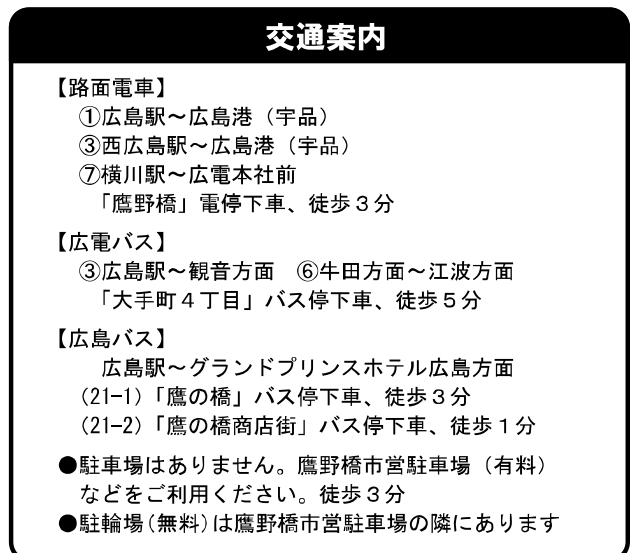 交通案内
【路面電車】
①広島駅～広島港（宇品）
③西広島駅～広島港（宇品）
⑦横川駅～広電本社前
「鷹野橋」電停下車、徒歩３分
【広電バス】
③広島駅～観音方面　⑥牛田方面～江波方面
「大手町４丁目」バス停下車、徒歩５分
【広島バス】
広島駅～グランドプリンスホテル広島方面
(21-1)「鷹の橋」バス停下車、徒歩３分
(21-2)「鷹の橋商店街」バス停下車、徒歩１分
●駐車場はありません。鷹野橋市営駐車場（有料）
などをご利用ください。徒歩３分
●駐輪場(無料)は鷹野橋市営駐車場の隣にあります